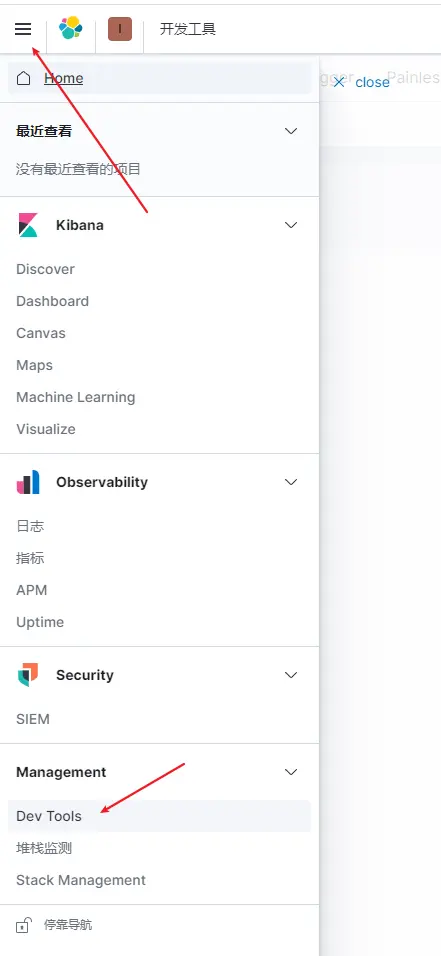 I
开发工具
Home
gger
Painles
close
最近查看
没有最近查看的项目
Kibana
Discover
Dashboard
Canvas
Maps
Machine Learning
Visualize
Observability
日志
指标
APM
Uptime
Security
SIEM
Management
Dev Tools
堆栈监测
Stack Management
停靠导航